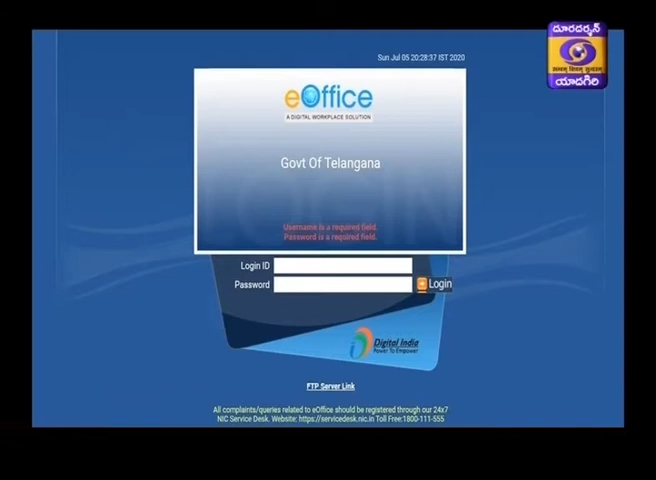 దూరదర్శన్
యాదగిరి
Sun Jul 05 20:28:37 IST 2020
eOffice
A DIGITAL WORKPLACE SOLUTION
Govt Of Telangana
Username is a required field.
Password is a required field.
Login ID
Password
Login
Digital India
Power To Empower
FTP Server Link
All complaints/queries related to eOffice should be registered through our 24x7
NIC Service Desk. Website: https://servicedesk.nic.in Toll Free:1800-111-555